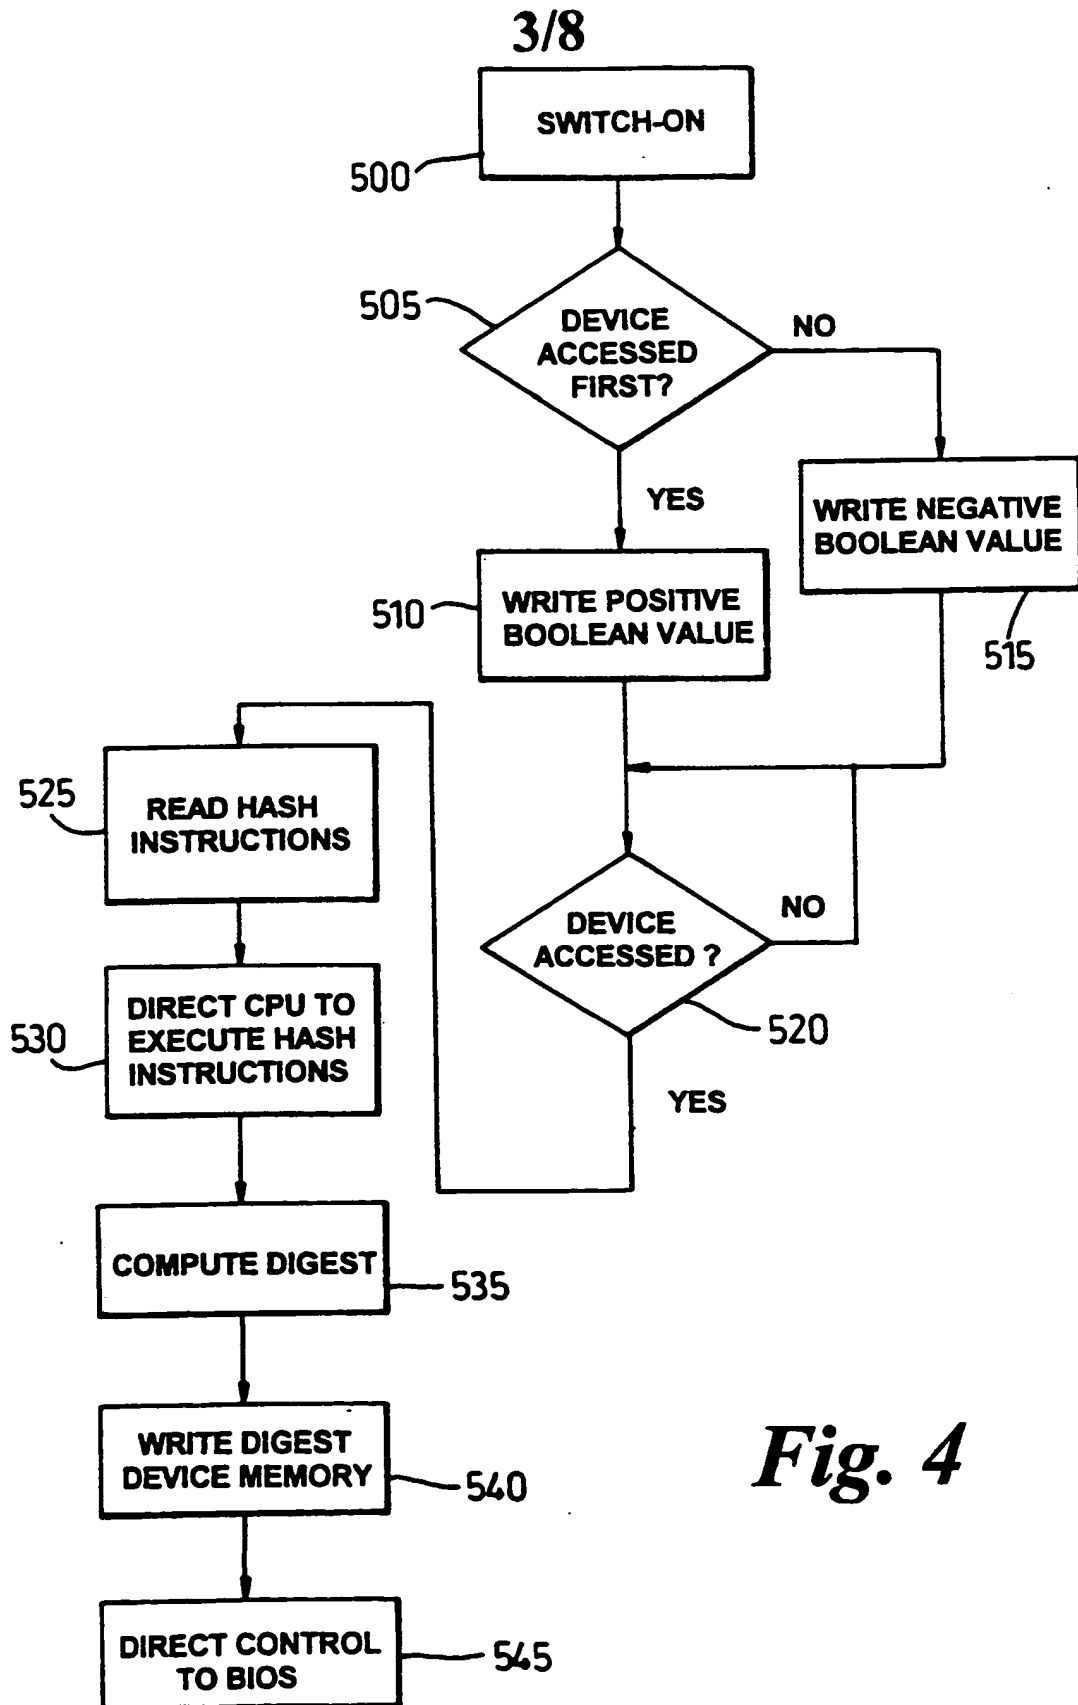 3/8
SWITCH-ON
500
505
DEVICE
ACCESSED
FIRST?
NO
YES
WRITE NEGATIVE
BOOLEAN VALUE
515
510
WRITE POSITIVE
BOOLEAN VALUE
525
READ HASH
INSTRUCTIONS
DEVICE
ACCESSED ?
NO
520
YES
530
DIRECT CPU TO
EXECUTE HASH
INSTRUCTIONS
COMPUTE DIGEST
535
WRITE DIGEST
DEVICE MEMORY
540
Fig. 4
DIRECT CONTROL
TO BIOS
545